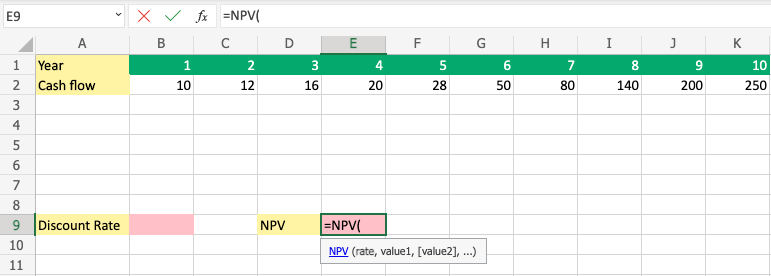 E9 fx =NPV(
A B C D E F G H I J K
1 Year 1 2 3 4 5 6 7 8 9 10
2 Cash flow 10 12 16 20 28 50 80 140 200 250
3
4
5
6
7
8
9 Discount Rate NPV =NPV(
10 NPV (rate, value1, [value2], ...)
11